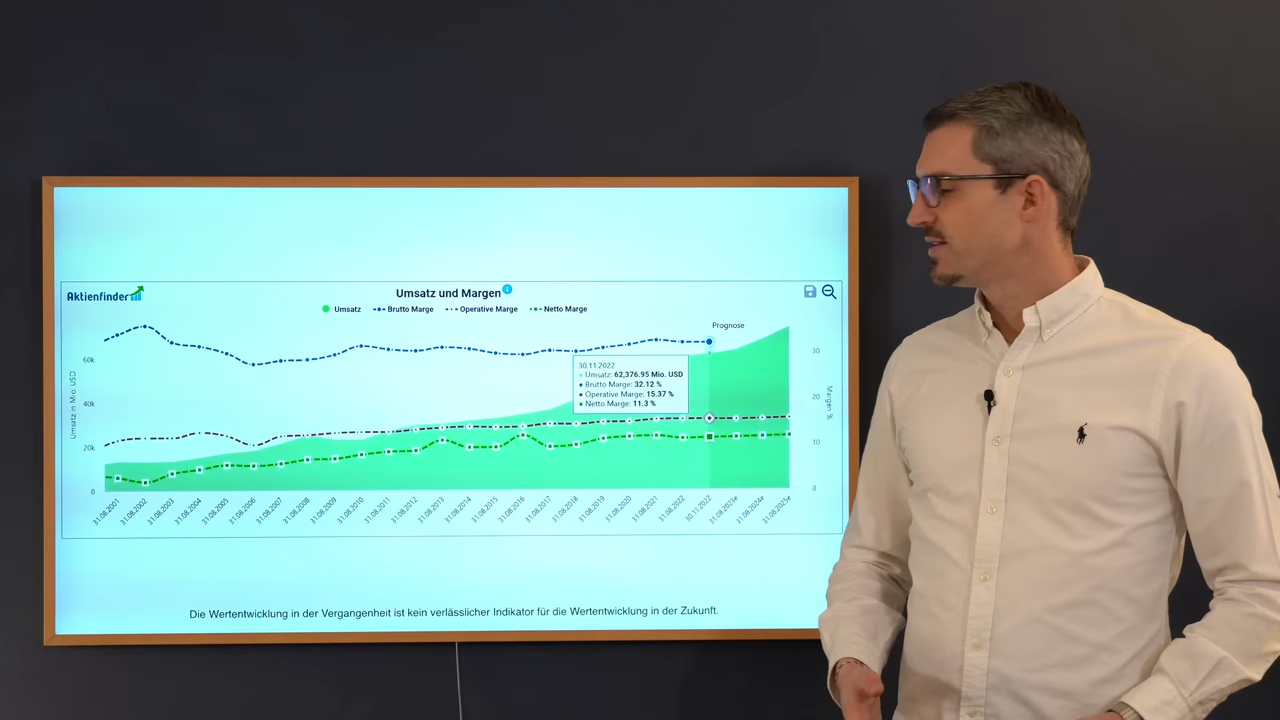 Aktienfinder
Umsatz und Margen
i
Umsatz
Brutto Marge
Operative Marge
Netto Marge
Prognose
60k
40k
20k
0
Umsatz in Mio. USD
30
20
10
0
Margen %
30.11.2022
Umsatz: 62,376.95 Mio. USD
Brutto Marge: 32.12 %
Operative Marge: 15.37 %
Netto Marge: 11.3 %
31.08.2001
31.08.2002
31.08.2003
31.08.2004
31.08.2005
31.08.2006
31.08.2007
31.08.2008
31.08.2009
31.08.2010
31.08.2011
31.08.2012
31.08.2013
31.08.2014
31.08.2015
31.08.2016
31.08.2017
31.08.2018
31.08.2019
31.08.2020
31.08.2021
31.08.2022
30.11.2022
31.08.2023e
31.08.2024e
31.08.2025e
Die Wertentwicklung in der Vergangenheit ist kein verlässlicher Indikator für die Wertentwicklung in der Zukunft.